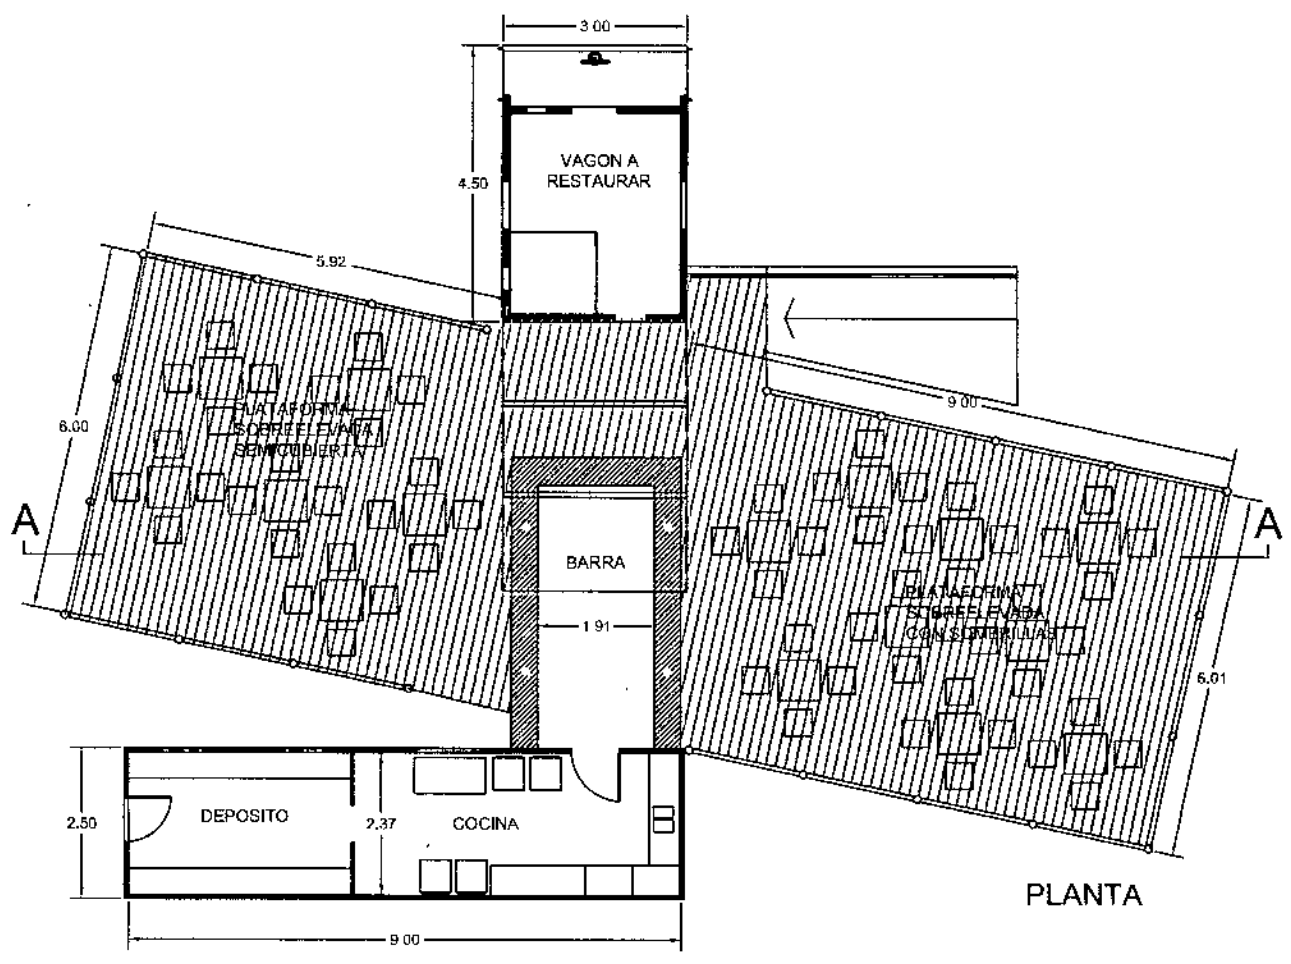 3.00
VAGON A
RESTAURAR
4.50
5.92
9.00
6.00
PLATAFORMA
SOBREELEVADA
SEMICUBIERTA
A
A
BARRA
1.91
PLATAFORMA
SOBREELEVADA
CON SOMBRILLAS
6.01
2.50
DEPOSITO
2.37
COCINA
9.00
PLANTA